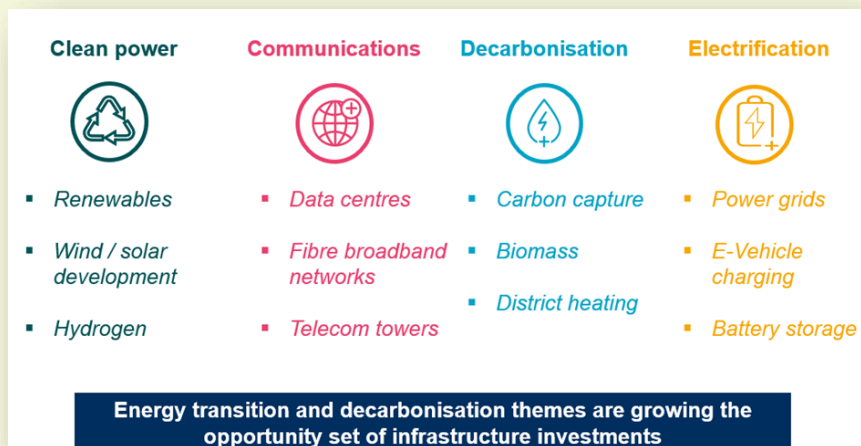 Clean power
Communications
Decarbonisation
Electrification
▪ Renewables
▪ Wind / solar
development
▪ Hydrogen
▪ Data centres
▪ Fibre broadband
networks
▪ Telecom towers
▪ Carbon capture
▪ Biomass
▪ District heating
▪ Power grids
▪ E-Vehicle
charging
▪ Battery storage
Energy transition and decarbonisation themes are growing the
opportunity set of infrastructure investments